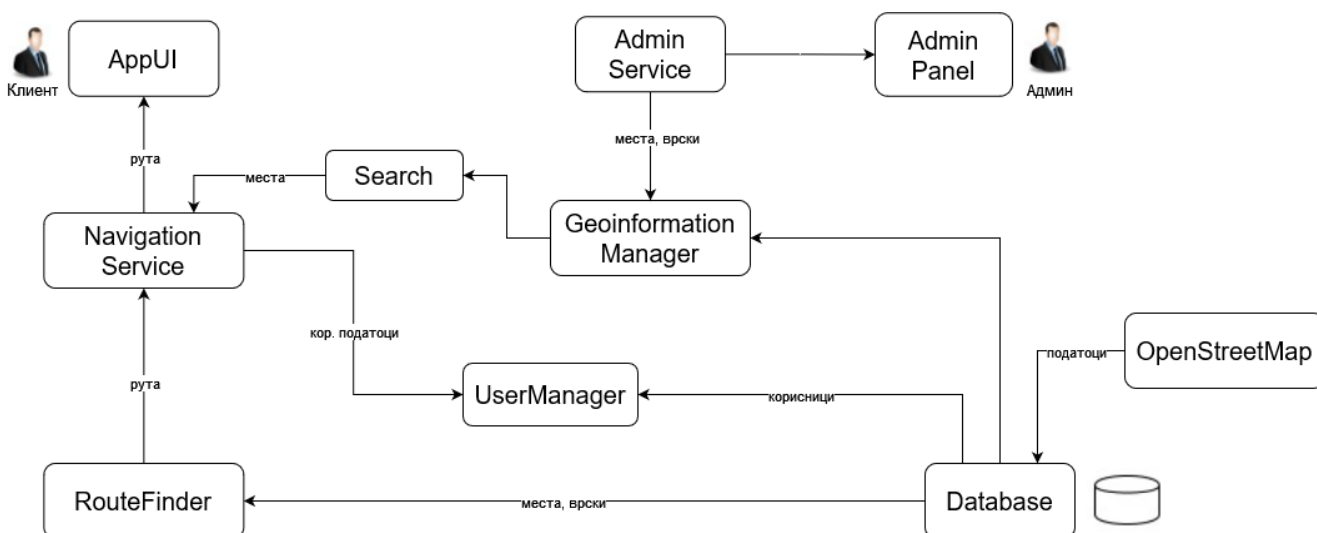 AppUI
Клиент
Admin
Service
Admin
Panel
Админ
рута
места, врски
Search
места
Navigation
Service
Geoinformation
Manager
кор. податоци
OpenStreetMap
податоци
рута
UserManager
корисници
RouteFinder
места, врски
Database